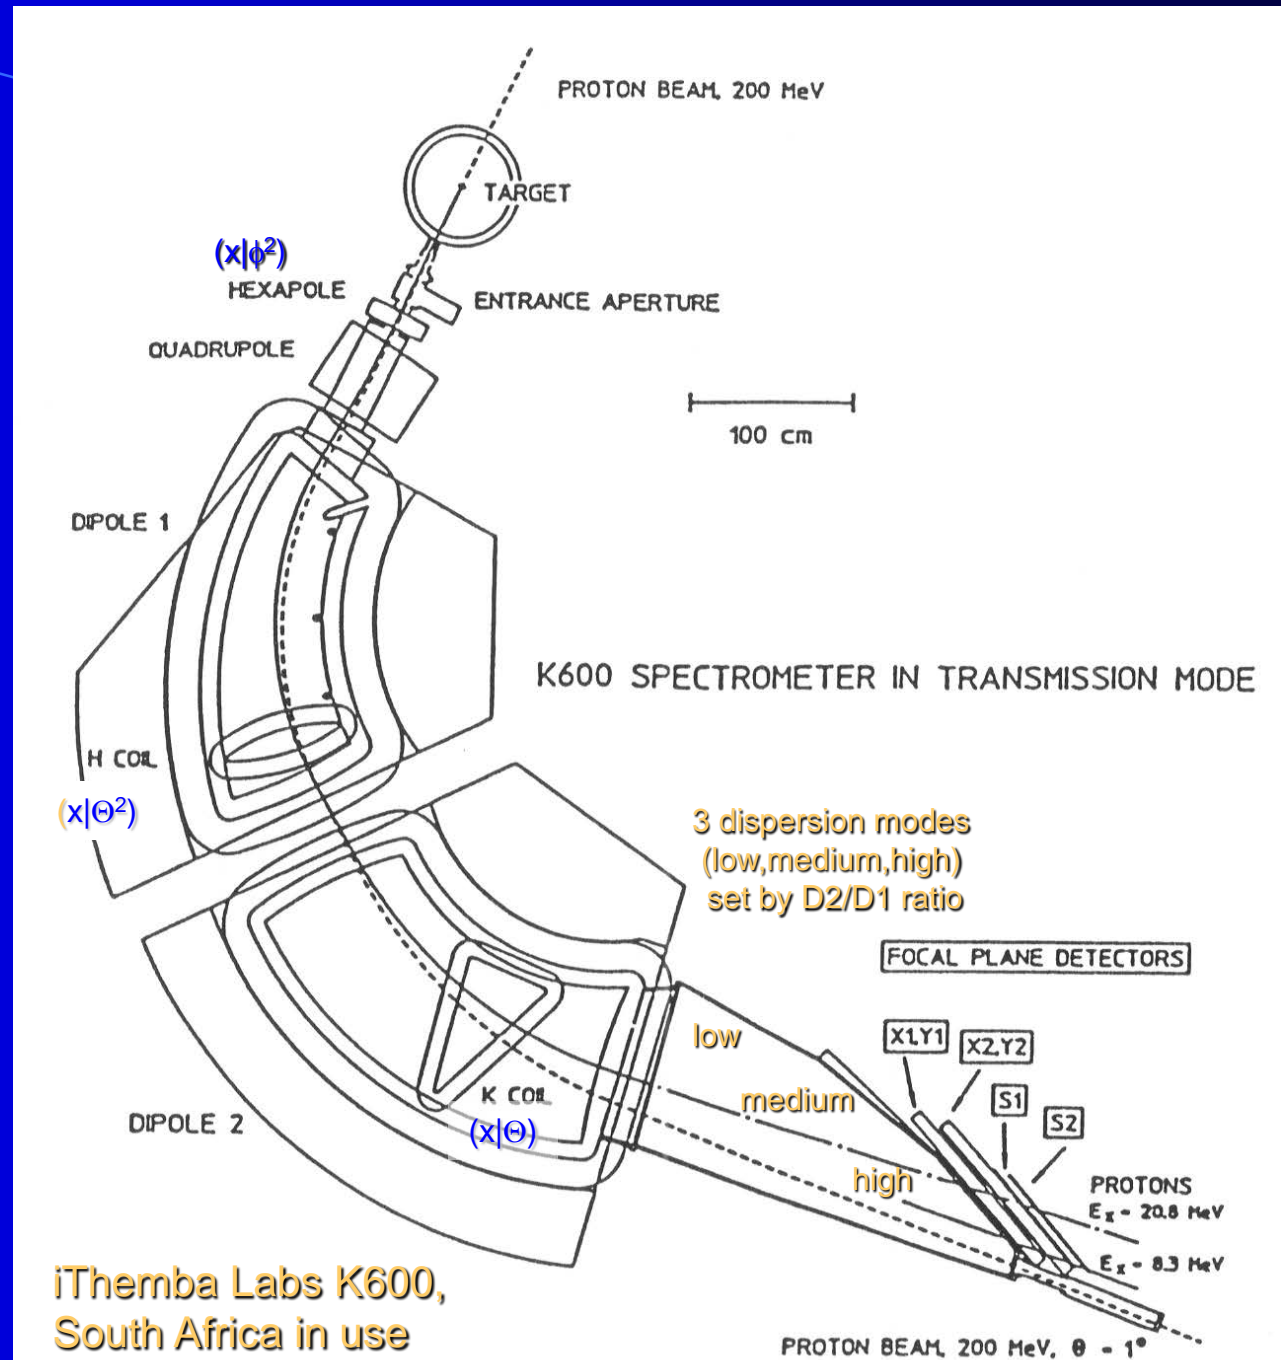 PROTON BEAM, 200 MeV
TARGET
(x|ϕ²)
HEXAPOLE
ENTRANCE APERTURE
QUADRUPOLE
100 cm
DIPOLE 1
K600 SPECTROMETER IN TRANSMISSION MODE
H COIL
(x|Θ²)
3 dispersion modes
(low,medium,high)
set by D2/D1 ratio
FOCAL PLANE DETECTORS
X1,Y1
X2,Y2
low
S1
medium
S2
K COIL
DIPOLE 2
(x|Θ)
high
PROTONS
Eₓ - 20.8 MeV
Eₓ - 8.3 MeV
iThemba Labs K600,
South Africa in use
PROTON BEAM, 200 MeV, θ - 1°